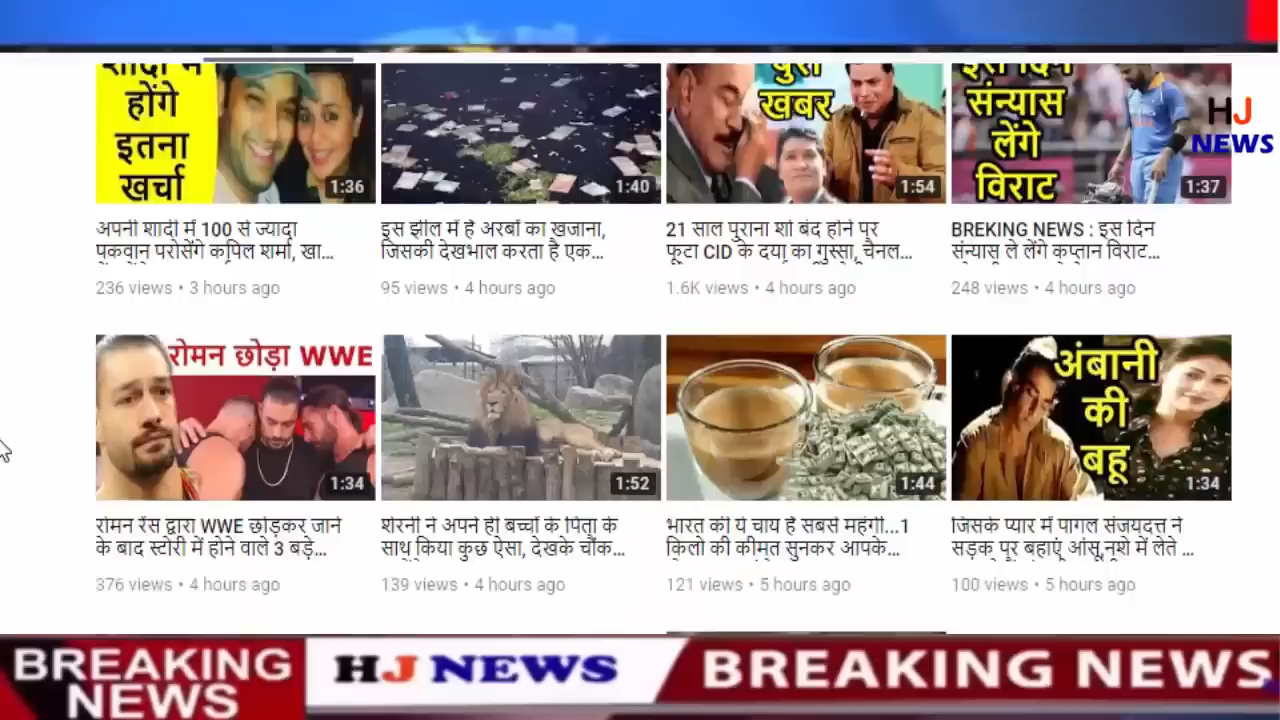 होंगे
इतना
खर्चा
1:36
1:40
खबर
1:54
संन्यास
लेंगे
विराट
1:37
HJ
NEWS
अपनी शादी में 100 से ज्यादा
पकवान परोसेंगे कपिल शर्मा, खा...
236 views • 3 hours ago
इस झील में है अरबों का खजाना,
जिसकी देखभाल करता है एक...
95 views • 4 hours ago
21 साल पुराना शो बंद होने पर
फूटा CID के दया का गुस्सा, चैनल...
1.6K views • 4 hours ago
BREKING NEWS : इस दिन
संन्यास ले लेंगे कप्तान विराट...
248 views • 4 hours ago
रोमन छोड़ा WWE
1:34
1:52
1:44
अंबानी
की
बहू
1:34
रोमन रेंस द्वारा WWE छोड़कर जाने
के बाद स्टोरी में होने वाले 3 बड़े...
376 views • 4 hours ago
शेरनी ने अपने ही बच्चों के पिता के
साथ किया कुछ ऐसा, देखके चौंक...
139 views • 4 hours ago
भारत की ये चाय है सबसे महंगी...1
किलो की कीमत सुनकर आपके...
121 views • 5 hours ago
जिसके प्यार में पागल संजयदत्त ने
सड़क पर बहाएं आंसू,नशे में लेते ...
100 views • 5 hours ago
BREAKING
NEWS
HJ NEWS
BREAKING NEWS